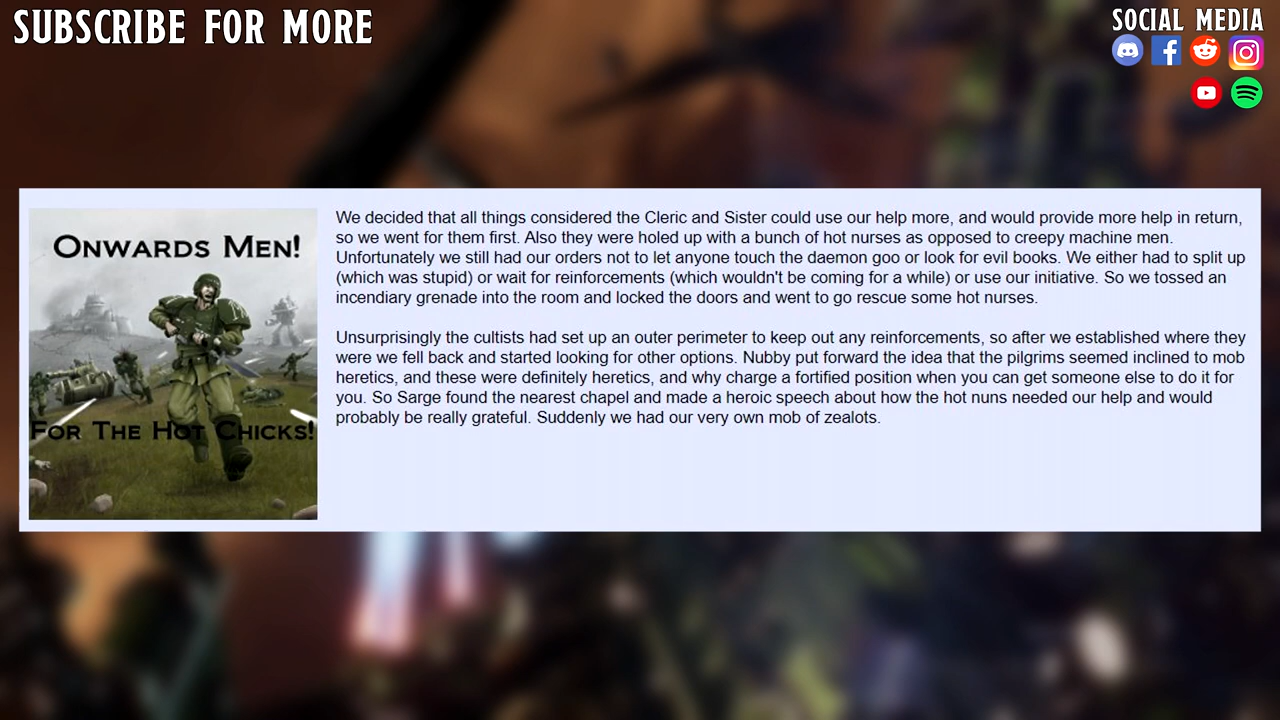 SUBSCRIBE FOR MORE
SOCIAL MEDIA
ONWARDS MEN!
FOR THE HOT CHICKS!
We decided that all things considered the Cleric and Sister could use our help more, and would provide more help in return,
so we went for them first. Also they were holed up with a bunch of hot nurses as opposed to creepy machine men.
Unfortunately we still had our orders not to let anyone touch the daemon goo or look for evil books. We either had to split up
(which was stupid) or wait for reinforcements (which wouldn't be coming for a while) or use our initiative. So we tossed an
incendiary grenade into the room and locked the doors and went to go rescue some hot nurses.
Unsurprisingly the cultists had set up an outer perimeter to keep out any reinforcements, so after we established where they
were we fell back and started looking for other options. Nubby put forward the idea that the pilgrims seemed inclined to mob
heretics, and these were definitely heretics, and why charge a fortified position when you can get someone else to do it for
you. So Sarge found the nearest chapel and made a heroic speech about how the hot nuns needed our help and would
probably be really grateful. Suddenly we had our very own mob of zealots.